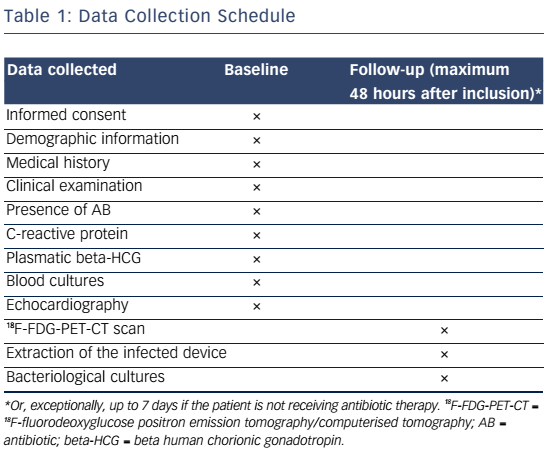 Table 1: Data Collection Schedule
Data collected Baseline Follow-up (maximum
48 hours after inclusion)*
Informed consent ×
Demographic information ×
Medical history ×
Clinical examination ×
Presence of AB ×
C-reactive protein ×
Plasmatic beta-HCG ×
Blood cultures ×
Echocardiography ×
¹⁸F-FDG-PET-CT scan ×
Extraction of the infected device ×
Bacteriological cultures ×
*Or, exceptionally, up to 7 days if the patient is not receiving antibiotic therapy. ¹⁸F-FDG-PET-CT =
¹⁸F-fluorodeoxyglucose positron emission tomography/computerised tomography; AB =
antibiotic; beta-HCG = beta human chorionic gonadotropin.